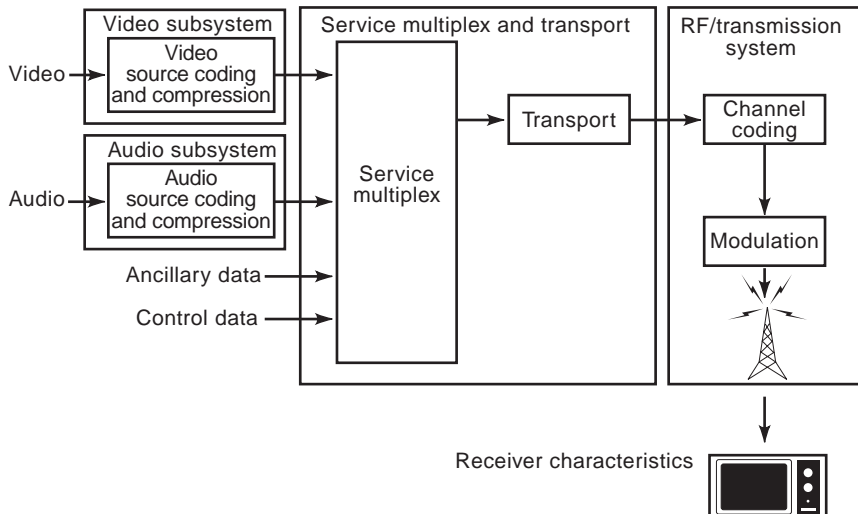 Video subsystem
Video
source coding
and compression
Video
Audio subsystem
Audio
source coding
and compression
Audio
Ancillary data
Control data
Service multiplex and transport
Service
multiplex
Transport
RF/transmission
system
Channel
coding
Modulation
Receiver characteristics